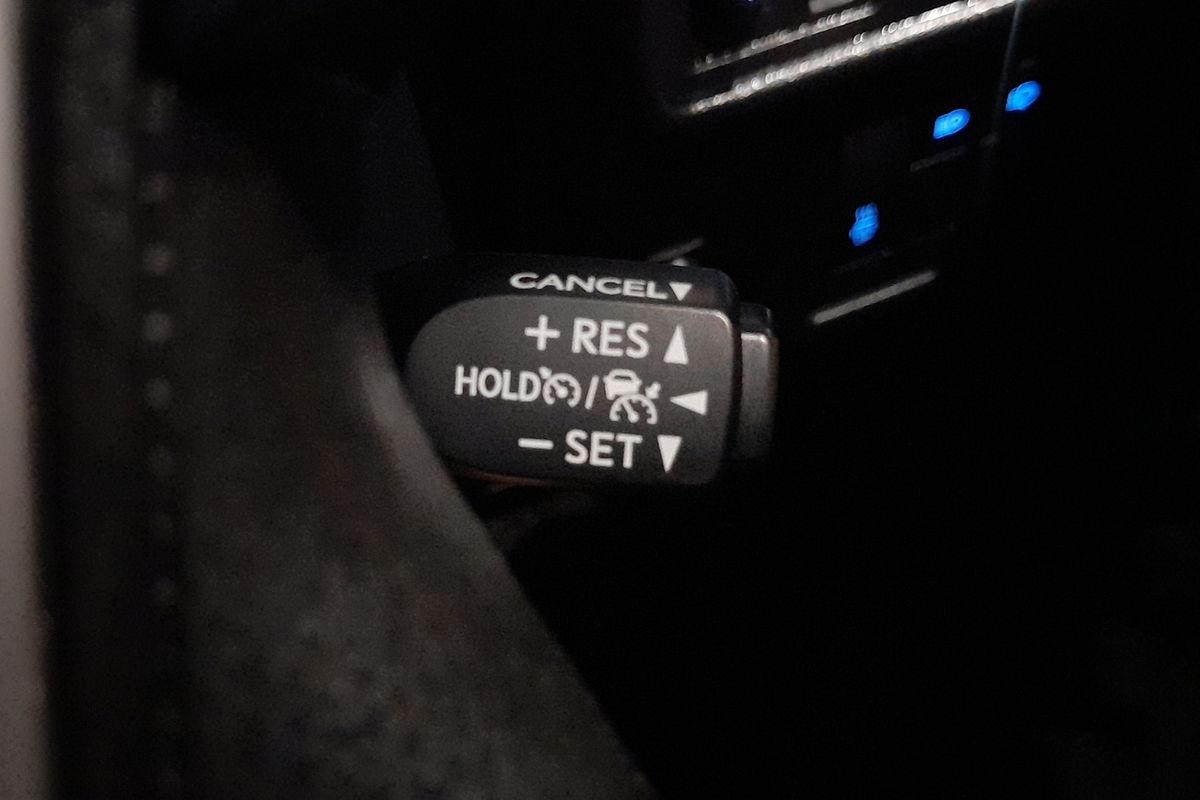 CANCEL▼
+ RES ▲
HOLD / ◀
− SET ▼